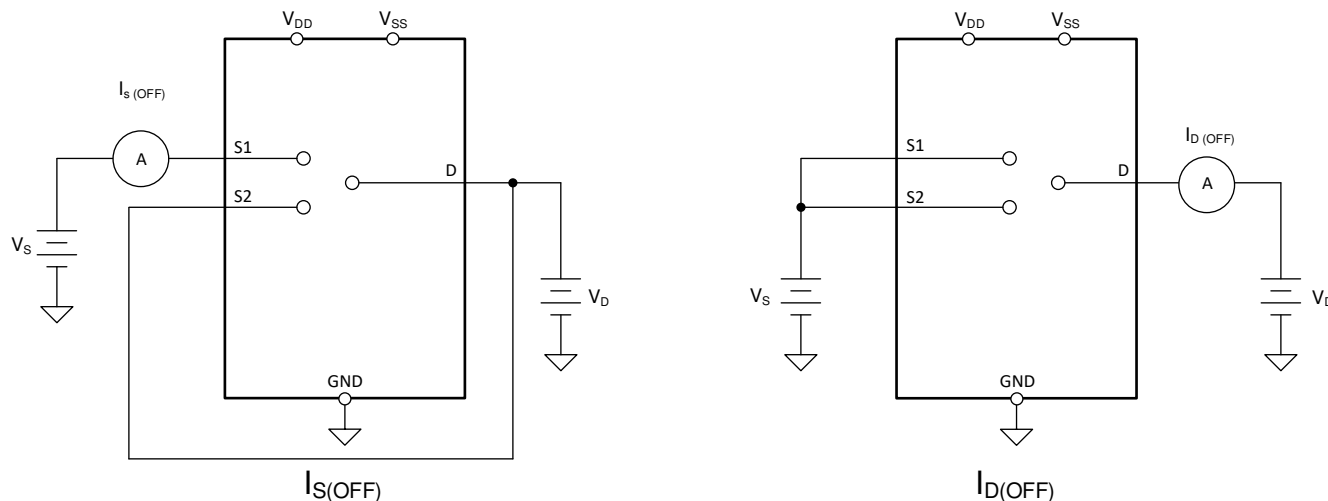 VDD
VSS
Is (OFF)
A
S1
S2
D
VS
VD
GND
IS(OFF)
VDD
VSS
S1
S2
D
ID (OFF)
A
VS
VD
GND
ID(OFF)